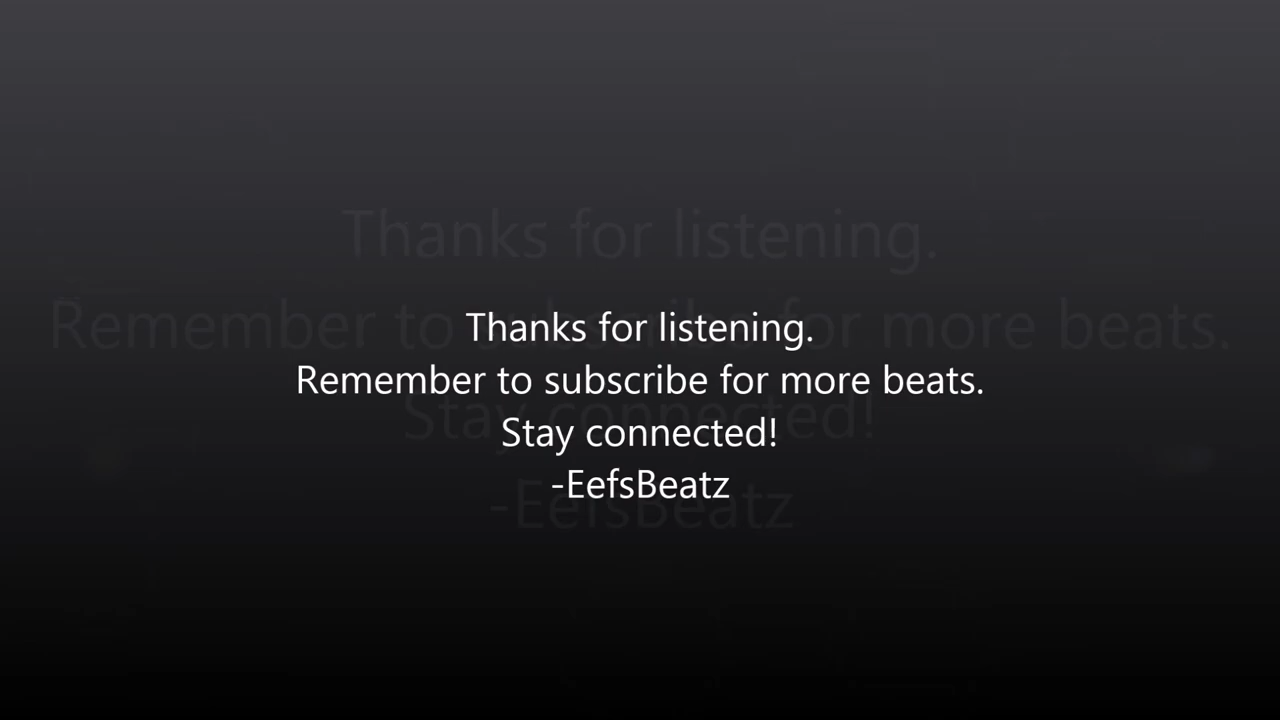 Thanks for listening.
Remember to subscribe for more beats.
Stay connected!
-EefsBeatz